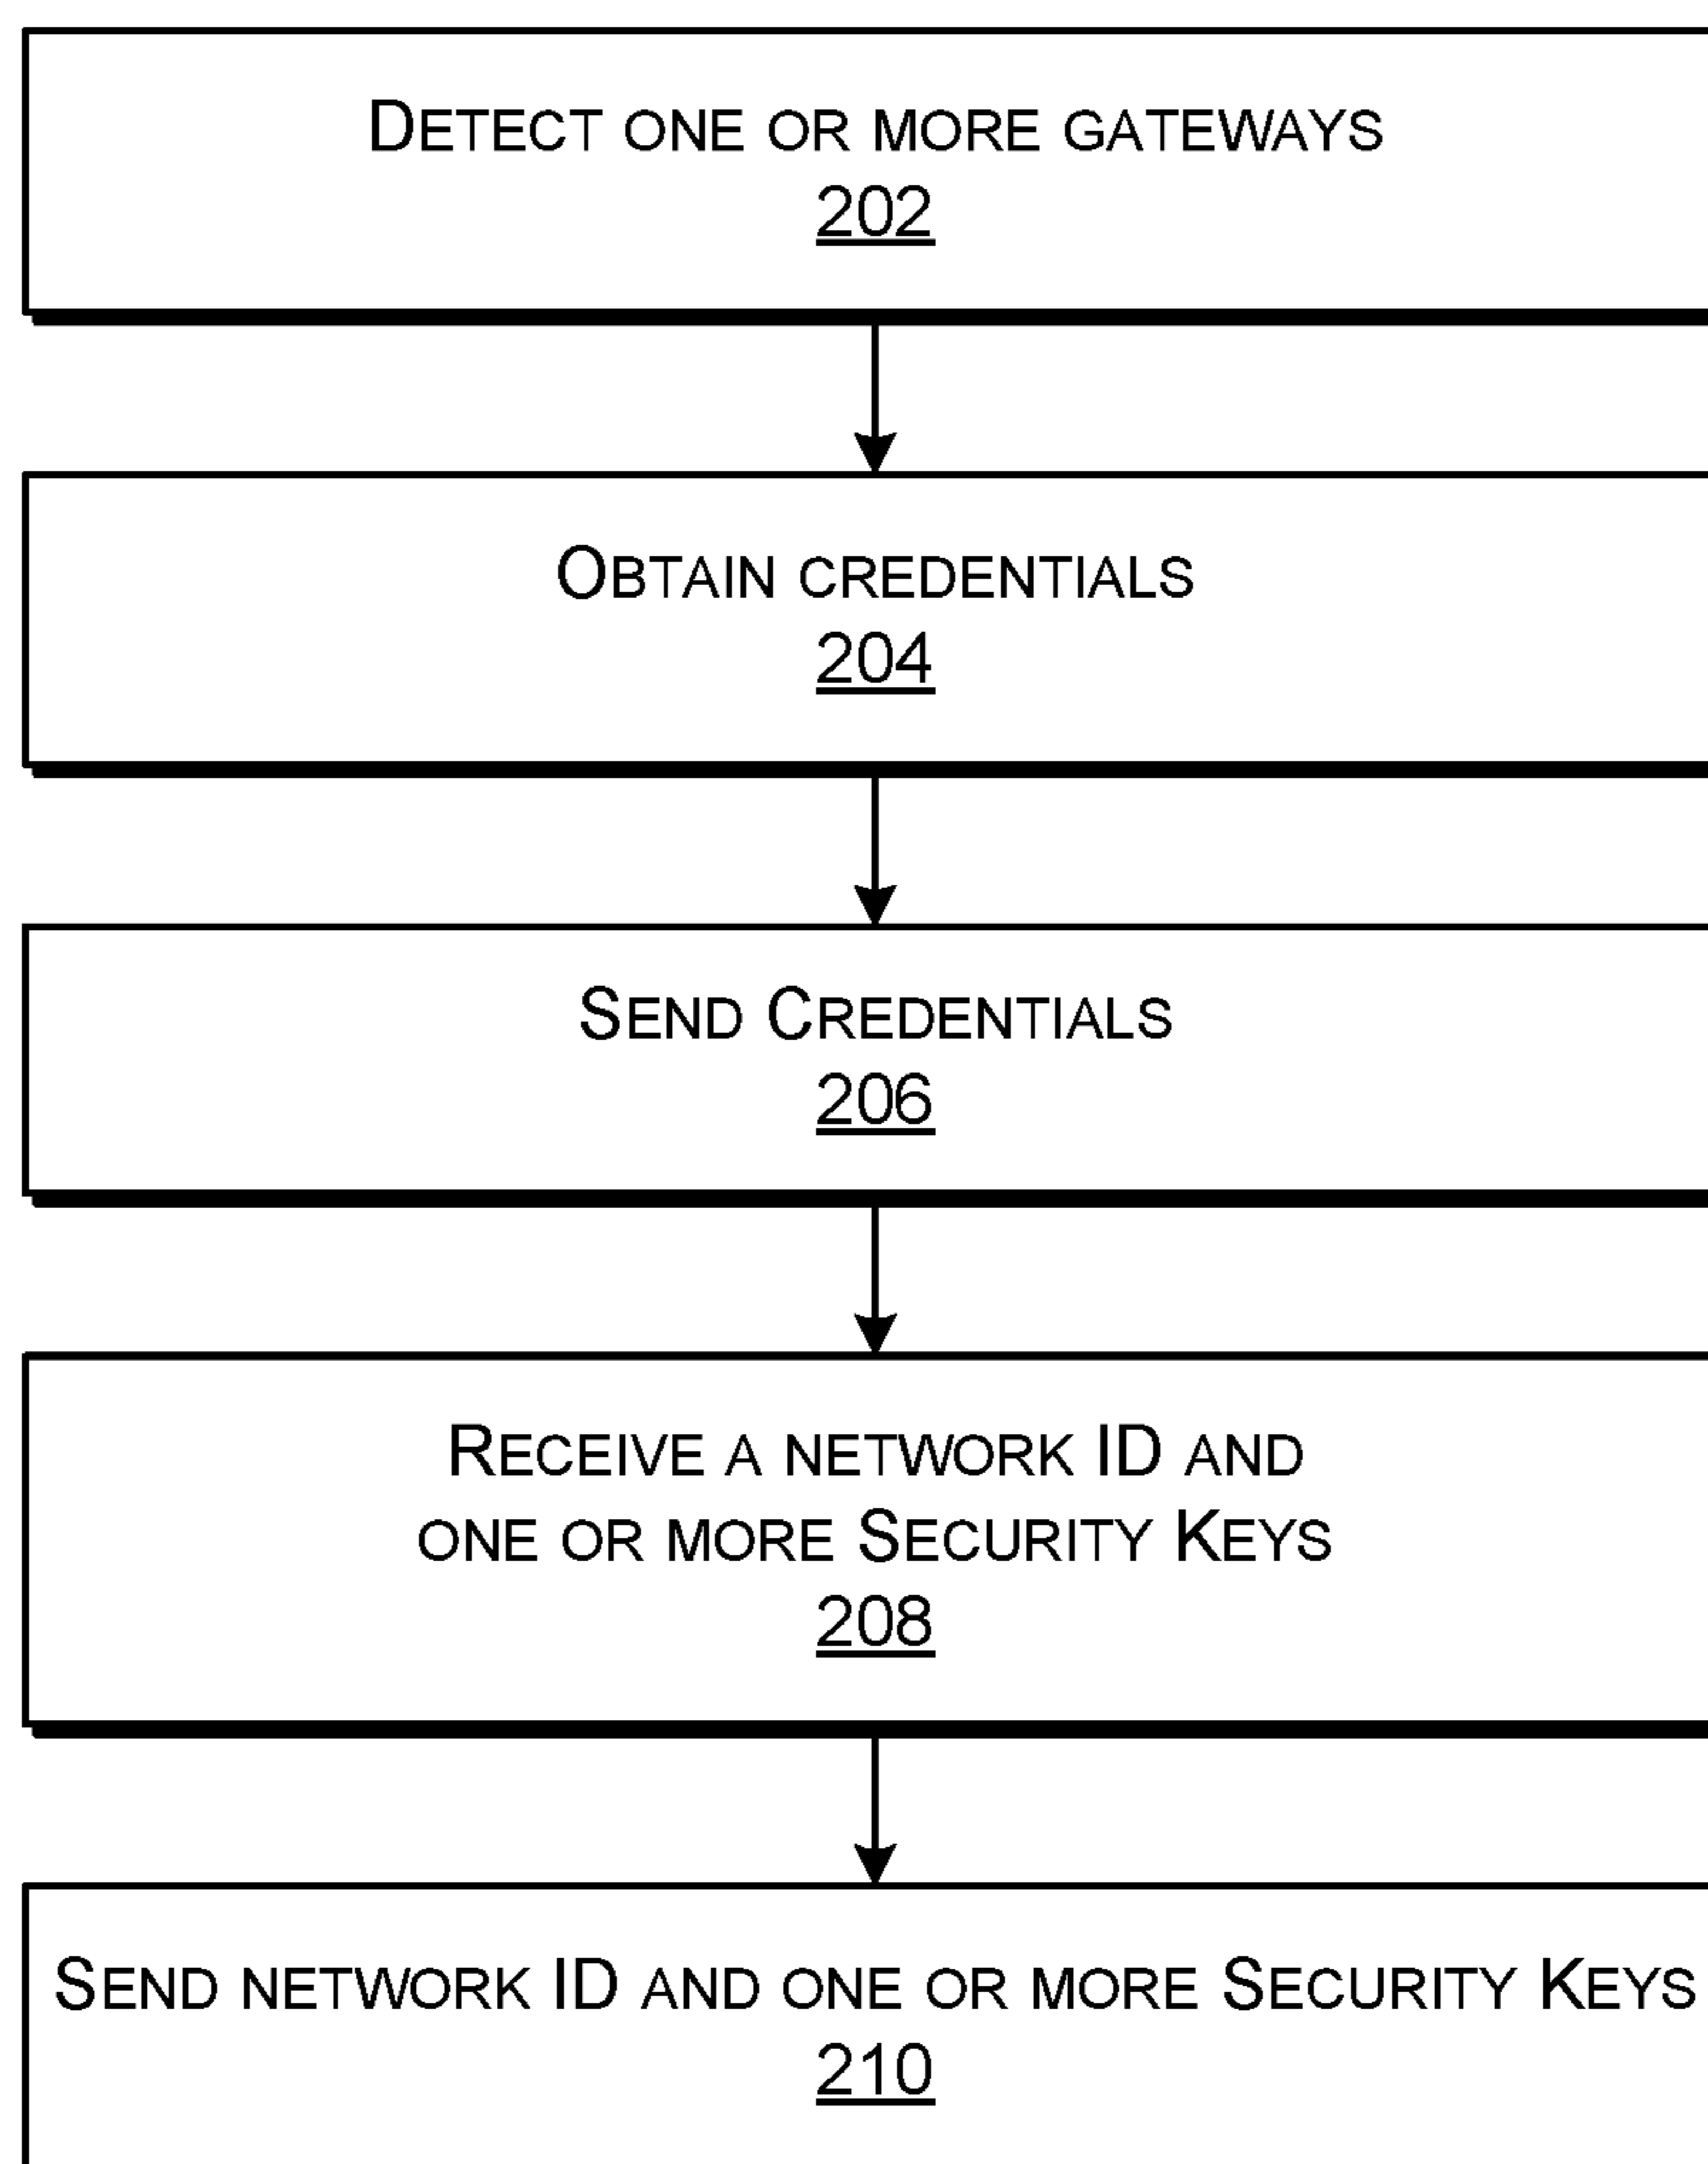 Detect one or more gateways
202
Obtain credentials
204
Send Credentials
206
Receive a network ID and
one or more Security Keys
208
Send network ID and one or more Security Keys
210